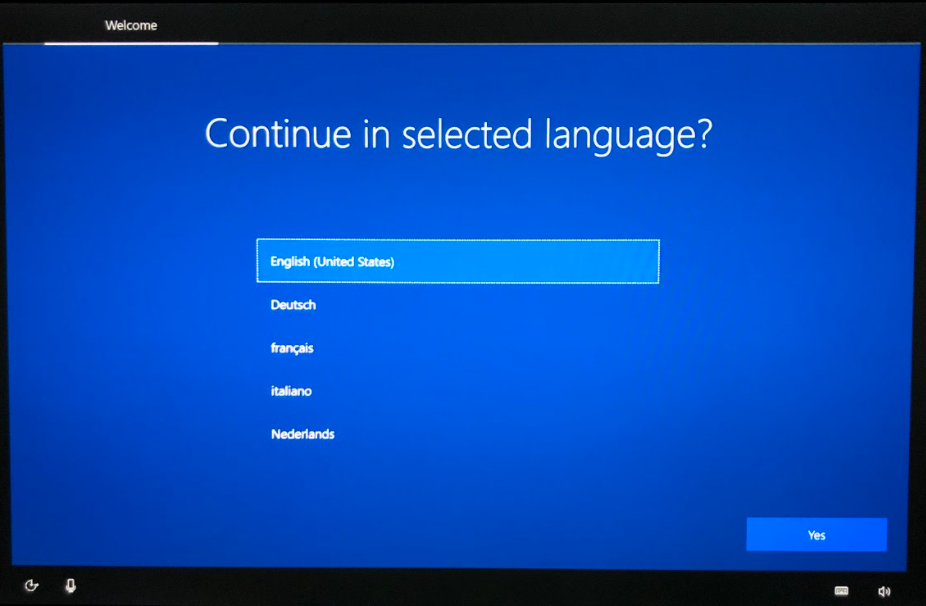 Welcome
Continue in selected language?
English (United States)
Deutsch
français
italiano
Nederlands
Yes